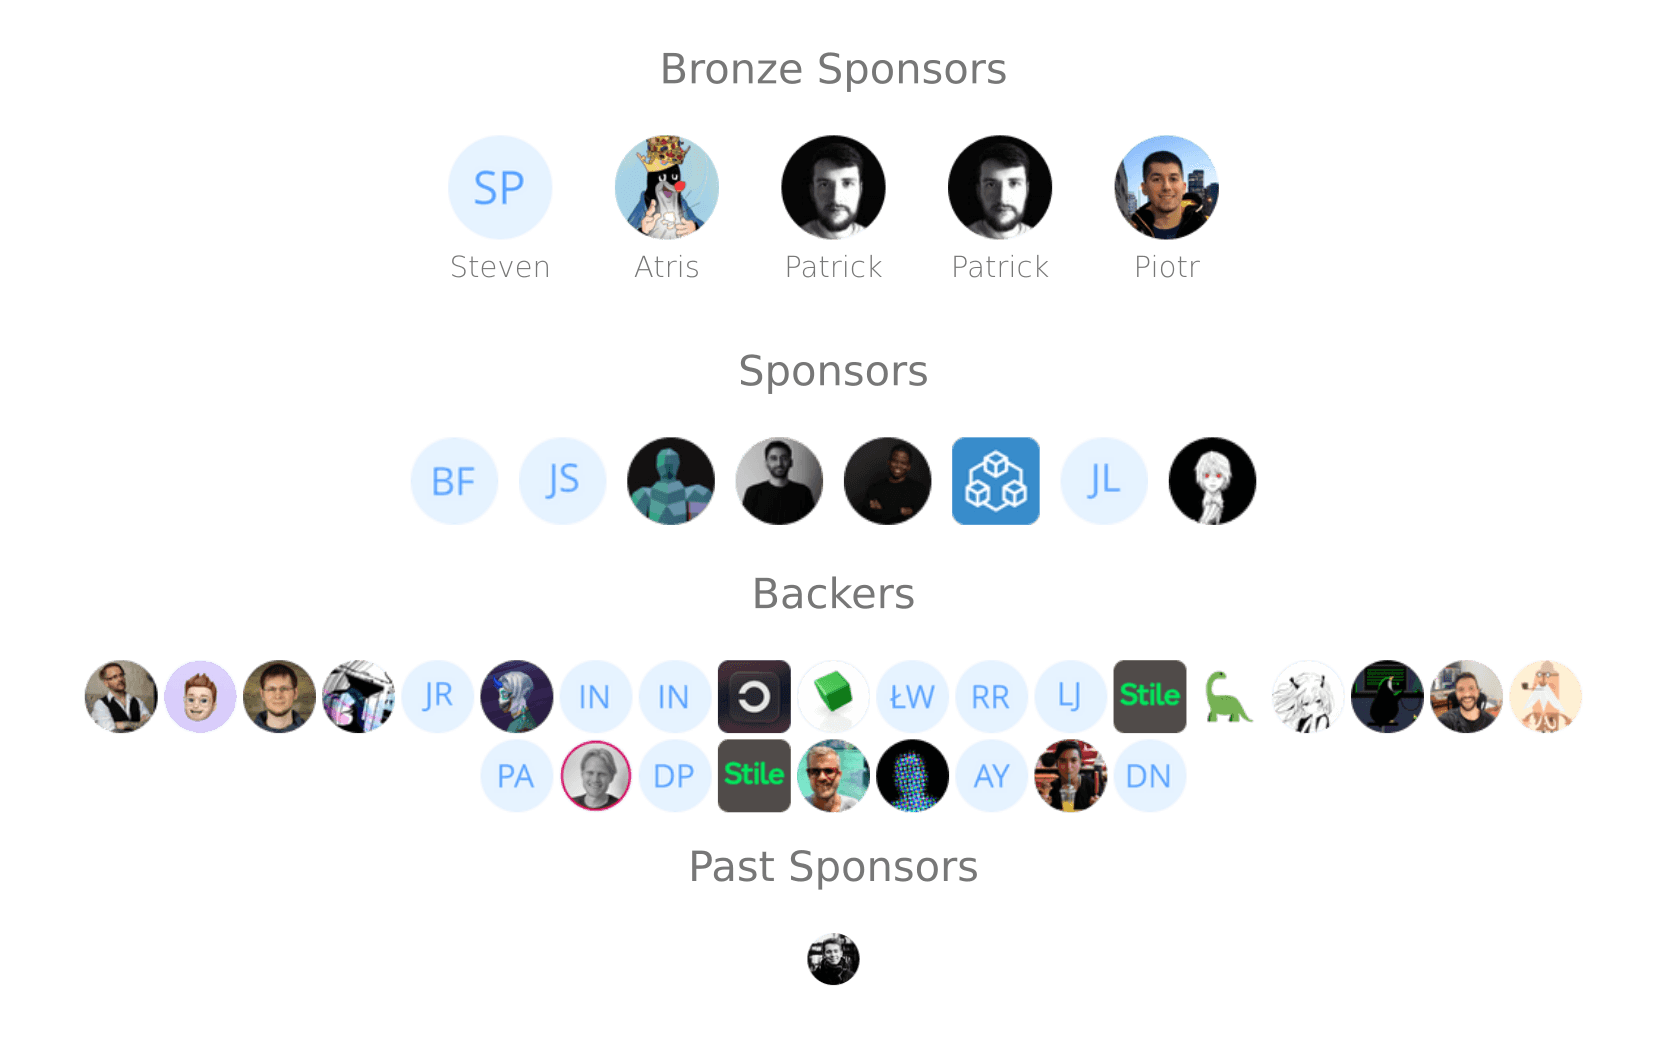 Bronze Sponsors
SP
Steven Atris Patrick Patrick Piotr
Sponsors
BF JS JL
Backers
JR IN IN ŁW RR LJ Stile
PA DP Stile AY DN
Past Sponsors